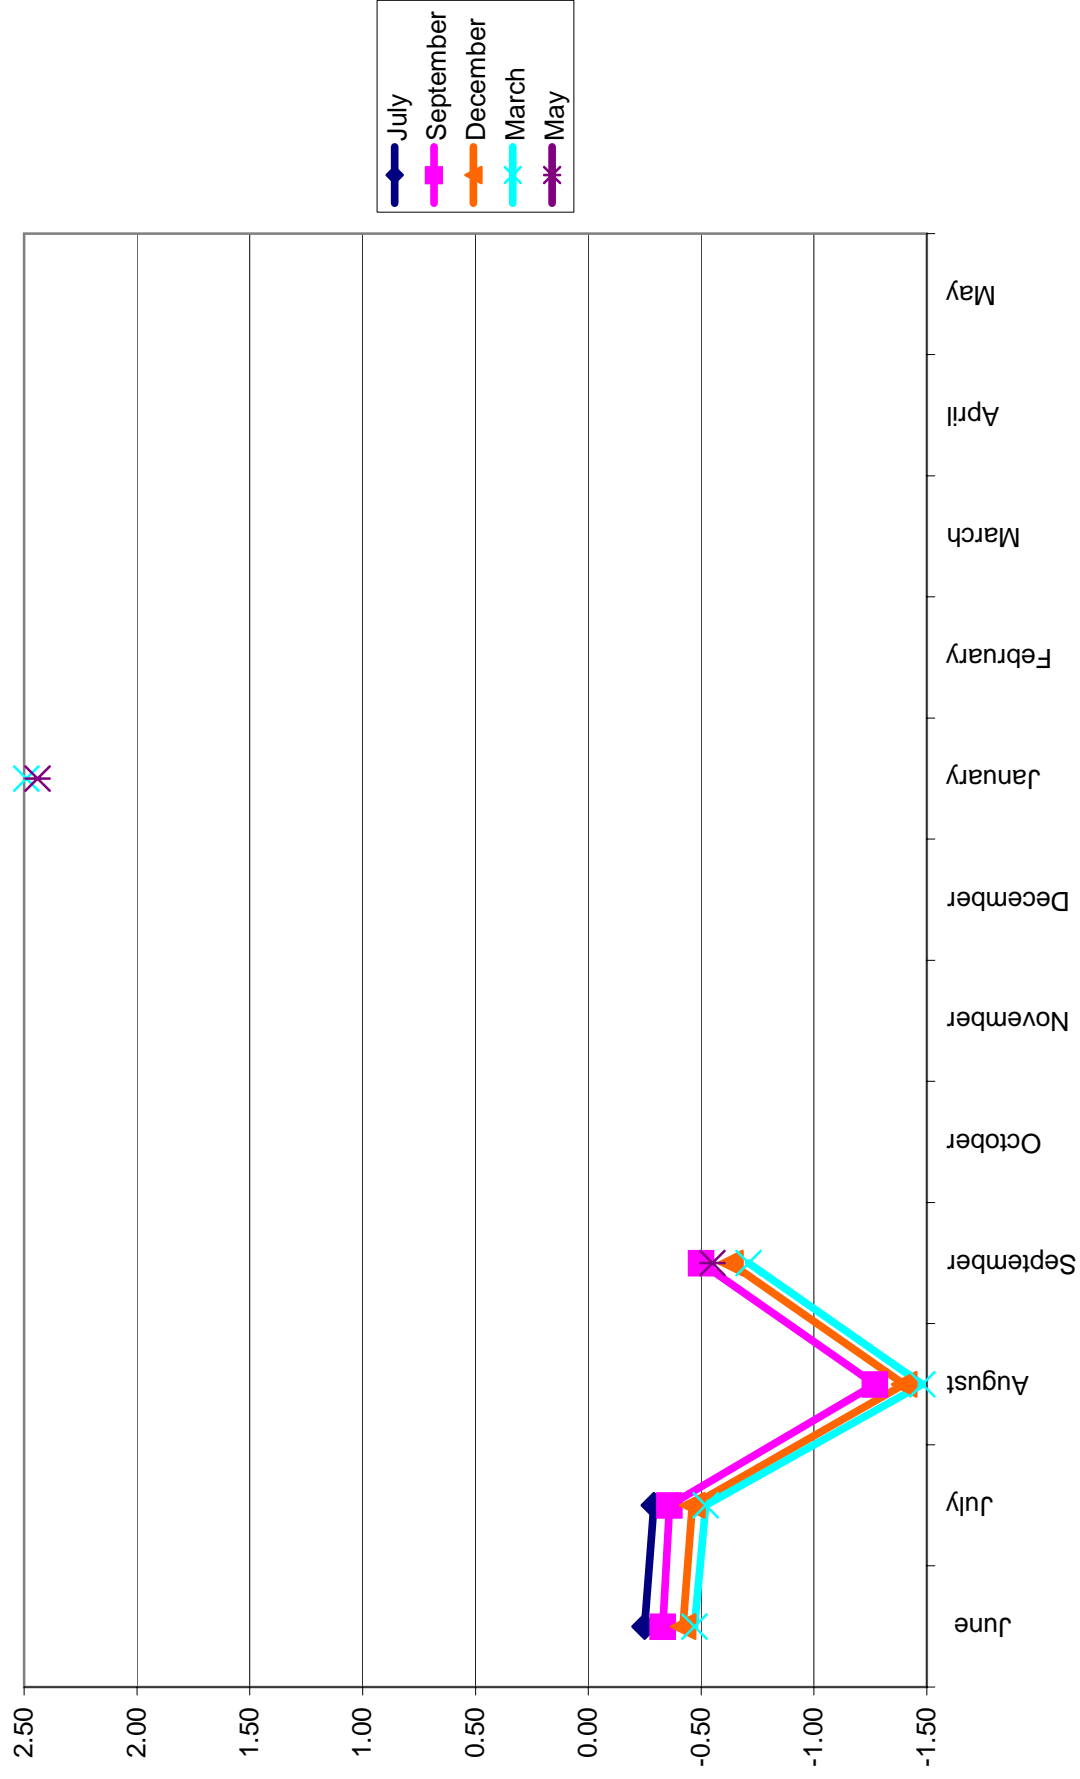 July
September
December
March
May
2.50
2.00
1.50
1.00
0.50
0.00
-0.50
-1.00
-1.50
June
July
August
September
October
November
December
January
February
March
April
May